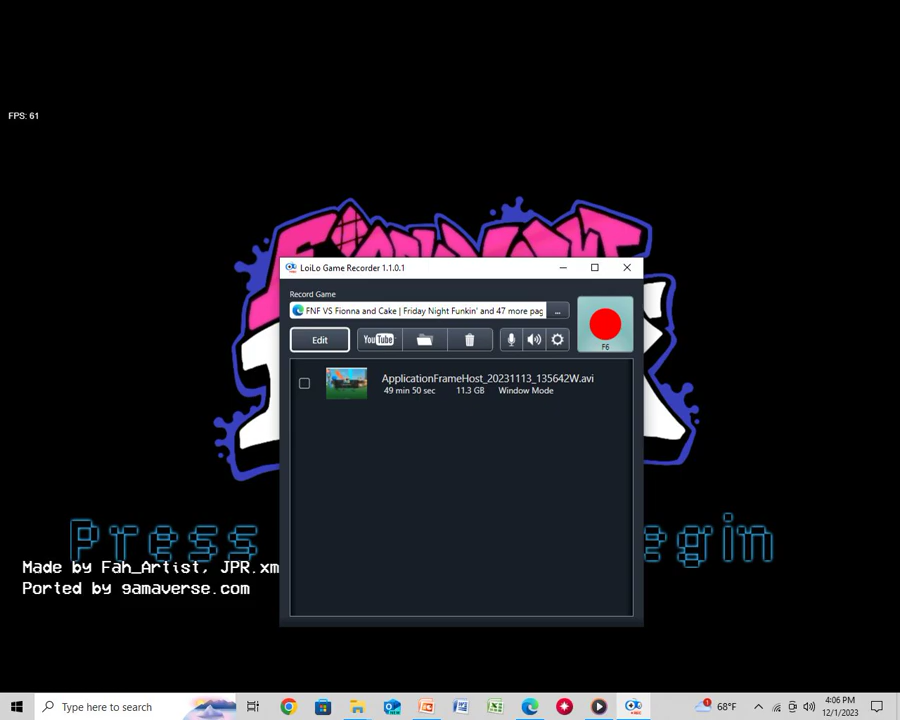 FPS: 61
LoiLo Game Recorder 1.1.0.1
Record Game
FNF VS Fionna and Cake | Friday Night Funkin' and 47 more pag
...
F6
Edit
YouTube
ApplicationFrameHost_20231113_135642W.avi
49 min 50 sec 11.3 GB Window Mode
Press egin
Made by Fah_Artist, JPR.xm
Ported by gamaverse.com
Type here to search
68°F
4:06 PM
12/1/2023